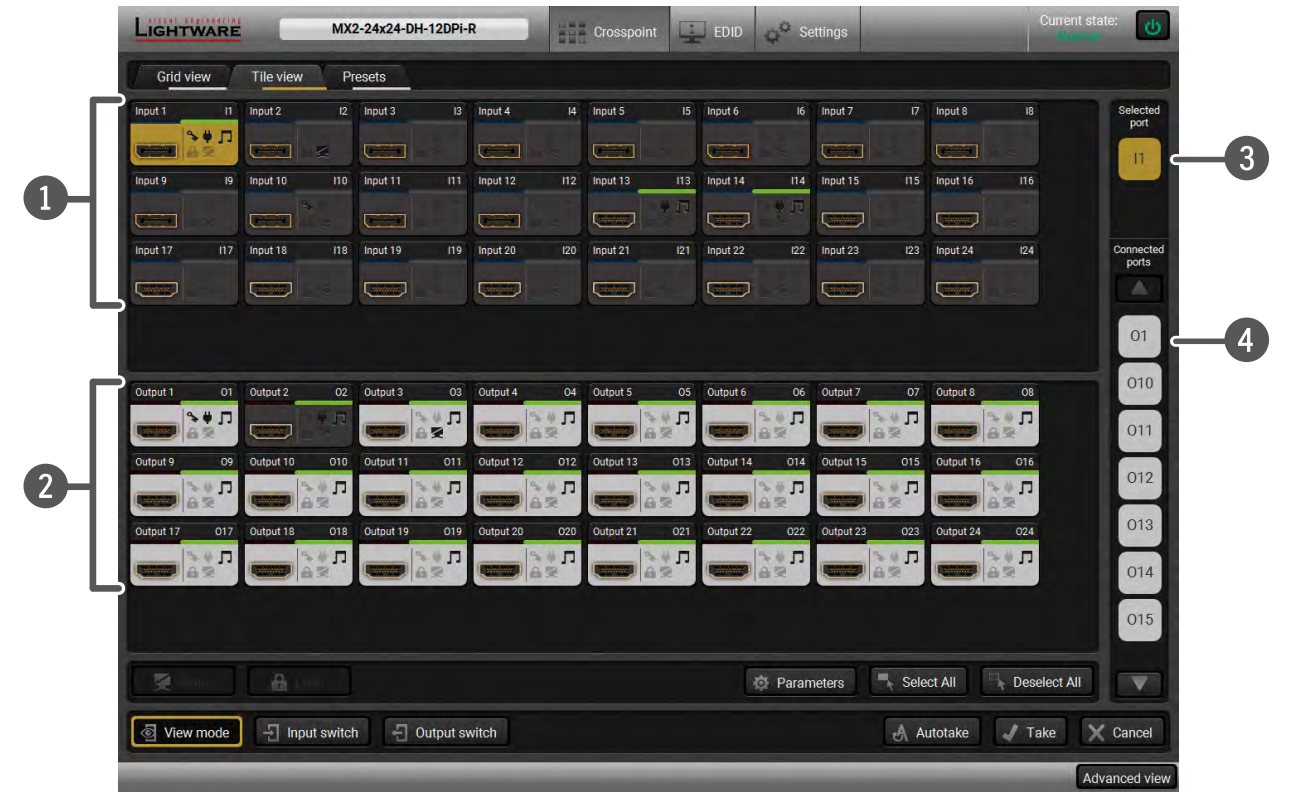 visual engineering
LIGHTWARE
MX2-24x24-DH-12DPi-R
Crosspoint
EDID
Settings
Current state:
Normal
Grid view
Tile view
Presets
Input 1 I1
Input 2 I2
Input 3 I3
Input 4 I4
Input 5 I5
Input 6 I6
Input 7 I7
Input 8 I8
Input 9 I9
Input 10 I10
Input 11 I11
Input 12 I12
Input 13 I13
Input 14 I14
Input 15 I15
Input 16 I16
Input 17 I17
Input 18 I18
Input 19 I19
Input 20 I20
Input 21 I21
Input 22 I22
Input 23 I23
Input 24 I24
1
Output 1 O1
Output 2 O2
Output 3 O3
Output 4 O4
Output 5 O5
Output 6 O6
Output 7 O7
Output 8 O8
Output 9 O9
Output 10 O10
Output 11 O11
Output 12 O12
Output 13 O13
Output 14 O14
Output 15 O15
Output 16 O16
Output 17 O17
Output 18 O18
Output 19 O19
Output 20 O20
Output 21 O21
Output 22 O22
Output 23 O23
Output 24 O24
2
Selected
port
I1
3
Connected
ports
O1
O10
O11
O12
O13
O14
O15
4
Parameters
Select All
Deselect All
View mode
Input switch
Output switch
Autotake
Take
Cancel
Advanced view